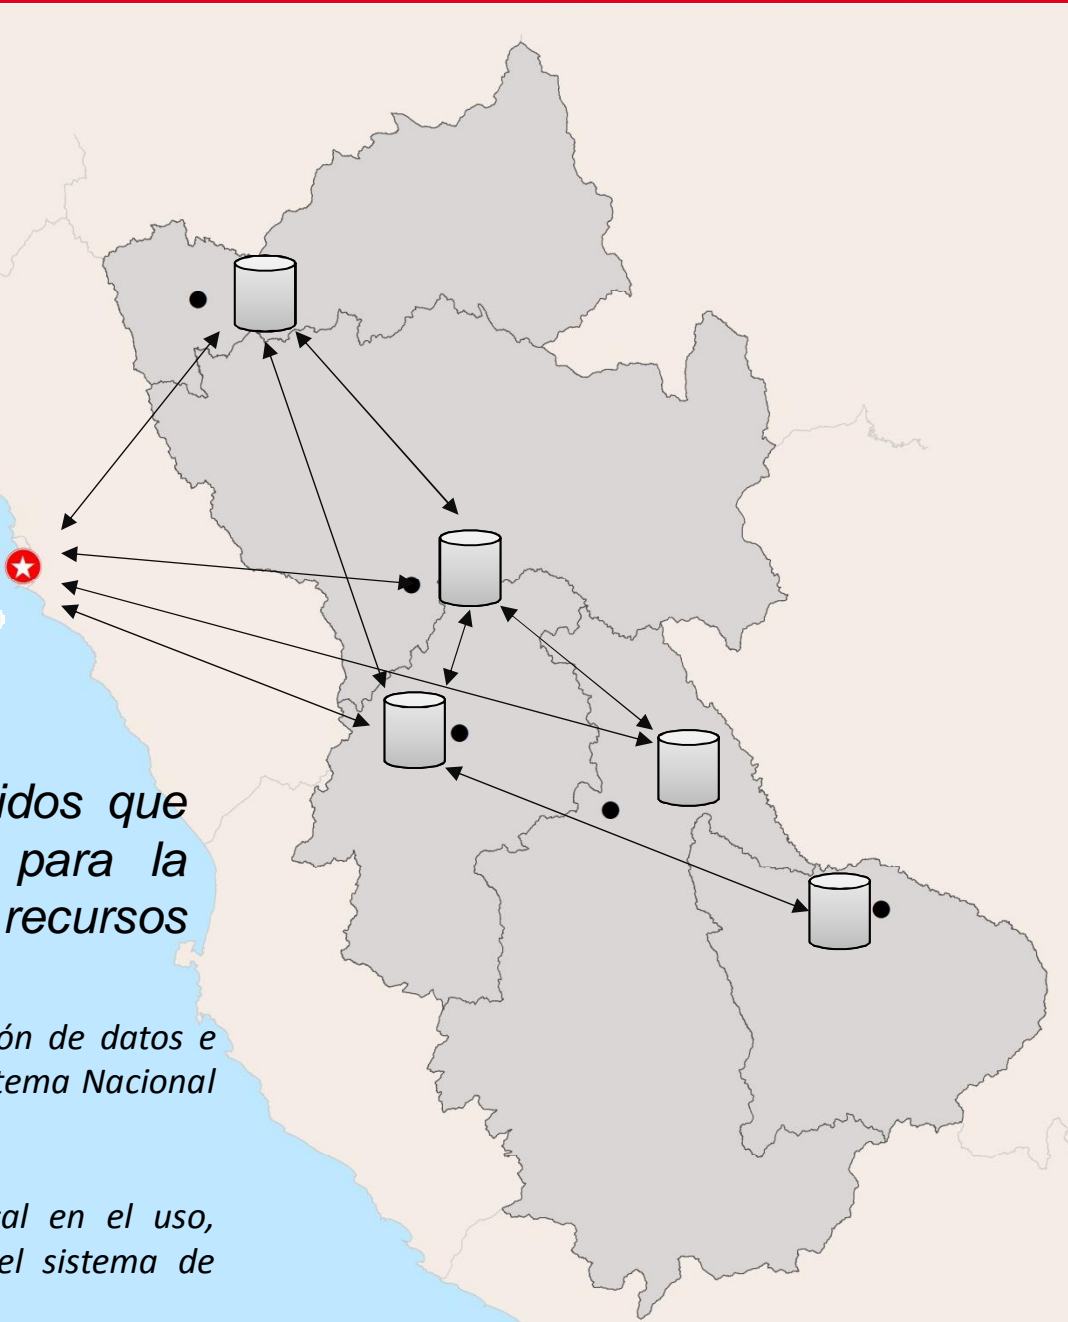 idos que
para la
recursos
ón de datos e
tema Nacional
al en el uso,
el sistema de